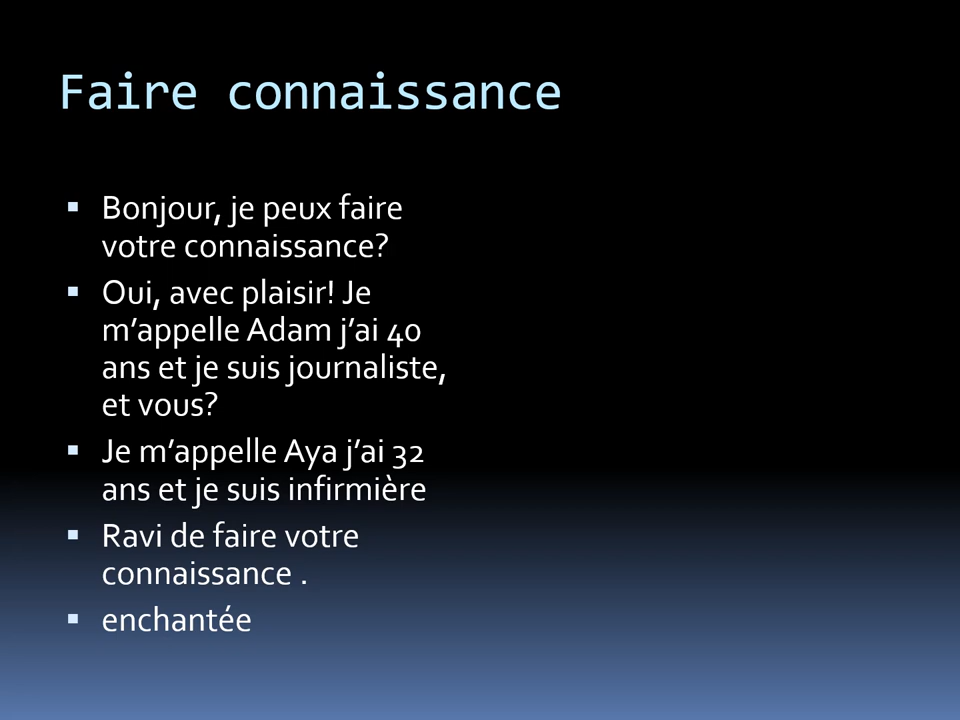 Faire connaissance
▪ Bonjour, je peux faire
votre connaissance?
▪ Oui, avec plaisir! Je
m’appelle Adam j’ai 40
ans et je suis journaliste,
et vous?
▪ Je m’appelle Aya j’ai 32
ans et je suis infirmière
▪ Ravi de faire votre
connaissance .
▪ enchantée